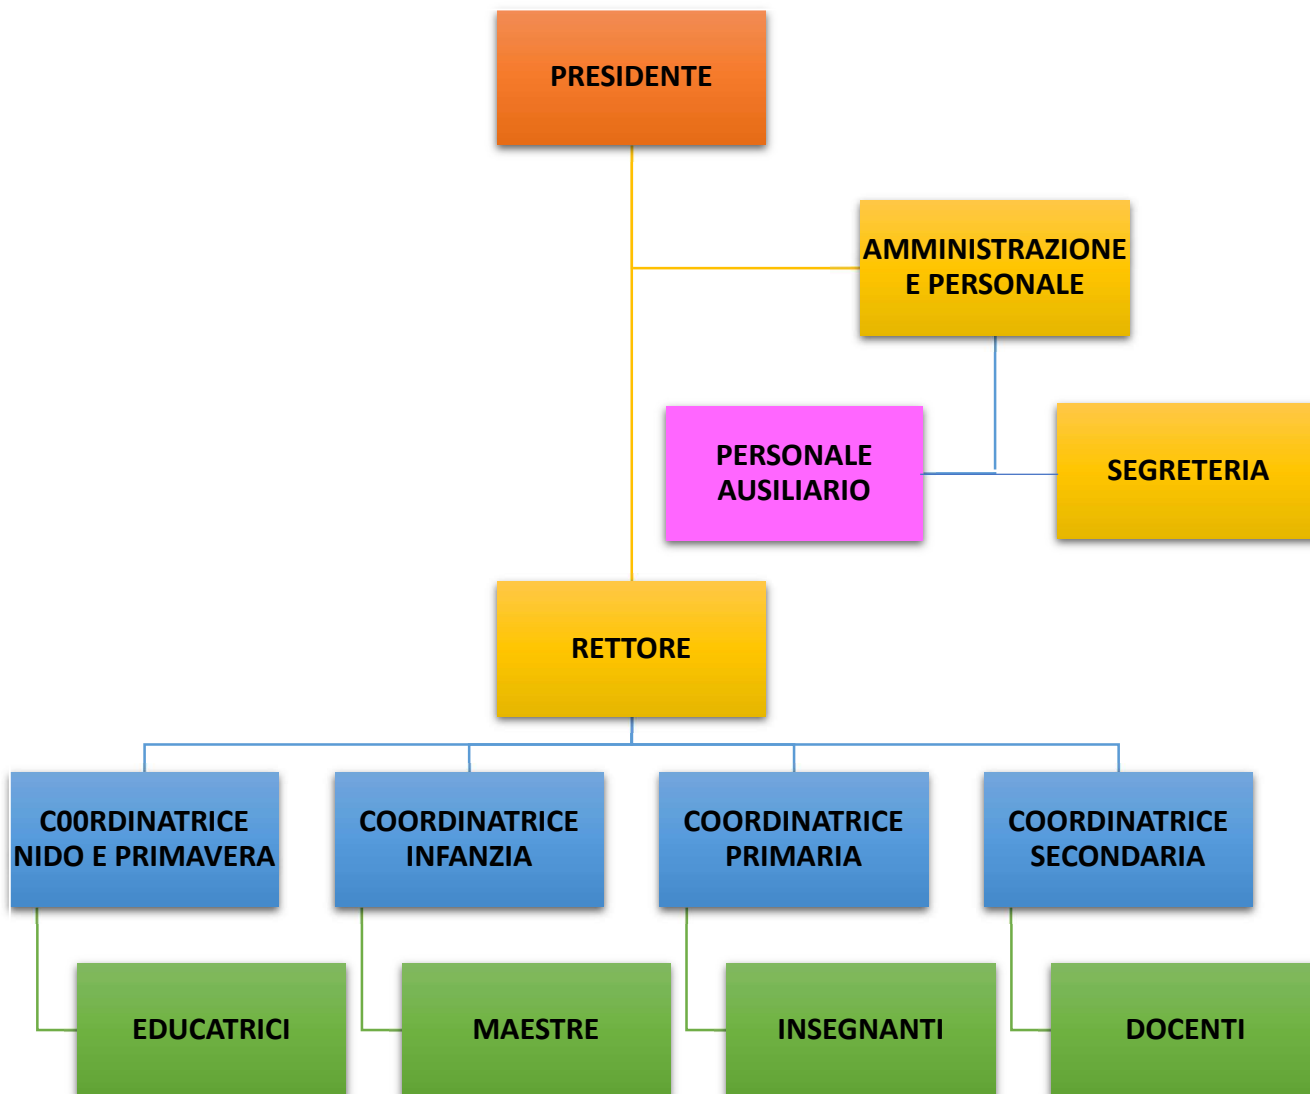 PRESIDENTE
AMMINISTRAZIONE
E PERSONALE
PERSONALE
AUSILIARIO
SEGRETERIA
RETTORE
C00RDINATRICE
NIDO E PRIMAVERA
COORDINATRICE
INFANZIA
COORDINATRICE
PRIMARIA
COORDINATRICE
SECONDARIA
EDUCATRICI
MAESTRE
INSEGNANTI
DOCENTI